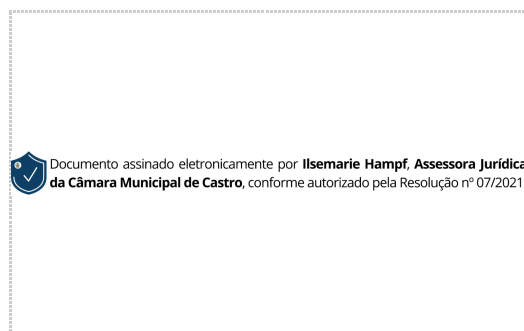 Documento assinado eletronicamente por Ilsemarie Hampf, Assessora Jurídica
da Câmara Municipal de Castro, conforme autorizado pela Resolução nº 07/2021